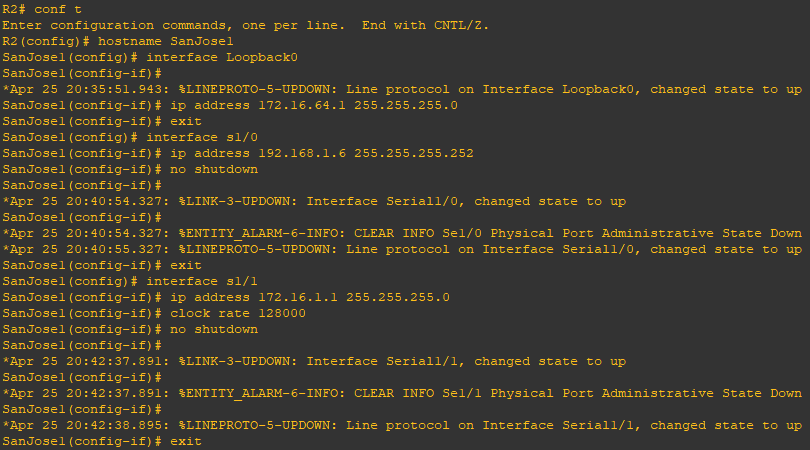 R2# conf t
Enter configuration commands, one per line.  End with CNTL/Z.
R2(config)# hostname SanJose1
SanJose1(config)# interface Loopback0
SanJose1(config-if)#
*Apr 25 20:35:51.943: %LINEPROTO-5-UPDOWN: Line protocol on Interface Loopback0, changed state to up
SanJose1(config-if)# ip address 172.16.64.1 255.255.255.0
SanJose1(config-if)# exit
SanJose1(config)# interface s1/0
SanJose1(config-if)# ip address 192.168.1.6 255.255.255.252
SanJose1(config-if)# no shutdown
SanJose1(config-if)#
*Apr 25 20:40:54.327: %LINK-3-UPDOWN: Interface Serial1/0, changed state to up
SanJose1(config-if)#
*Apr 25 20:40:54.327: %ENTITY_ALARM-6-INFO: CLEAR INFO Se1/0 Physical Port Administrative State Down
*Apr 25 20:40:55.327: %LINEPROTO-5-UPDOWN: Line protocol on Interface Serial1/0, changed state to up
SanJose1(config-if)# exit
SanJose1(config)# interface s1/1
SanJose1(config-if)# ip address 172.16.1.1 255.255.255.0
SanJose1(config-if)# clock rate 128000
SanJose1(config-if)# no shutdown
SanJose1(config-if)#
*Apr 25 20:42:37.891: %LINK-3-UPDOWN: Interface Serial1/1, changed state to up
SanJose1(config-if)#
*Apr 25 20:42:37.891: %ENTITY_ALARM-6-INFO: CLEAR INFO Se1/1 Physical Port Administrative State Down
SanJose1(config-if)#
*Apr 25 20:42:38.895: %LINEPROTO-5-UPDOWN: Line protocol on Interface Serial1/1, changed state to up
SanJose1(config-if)# exit